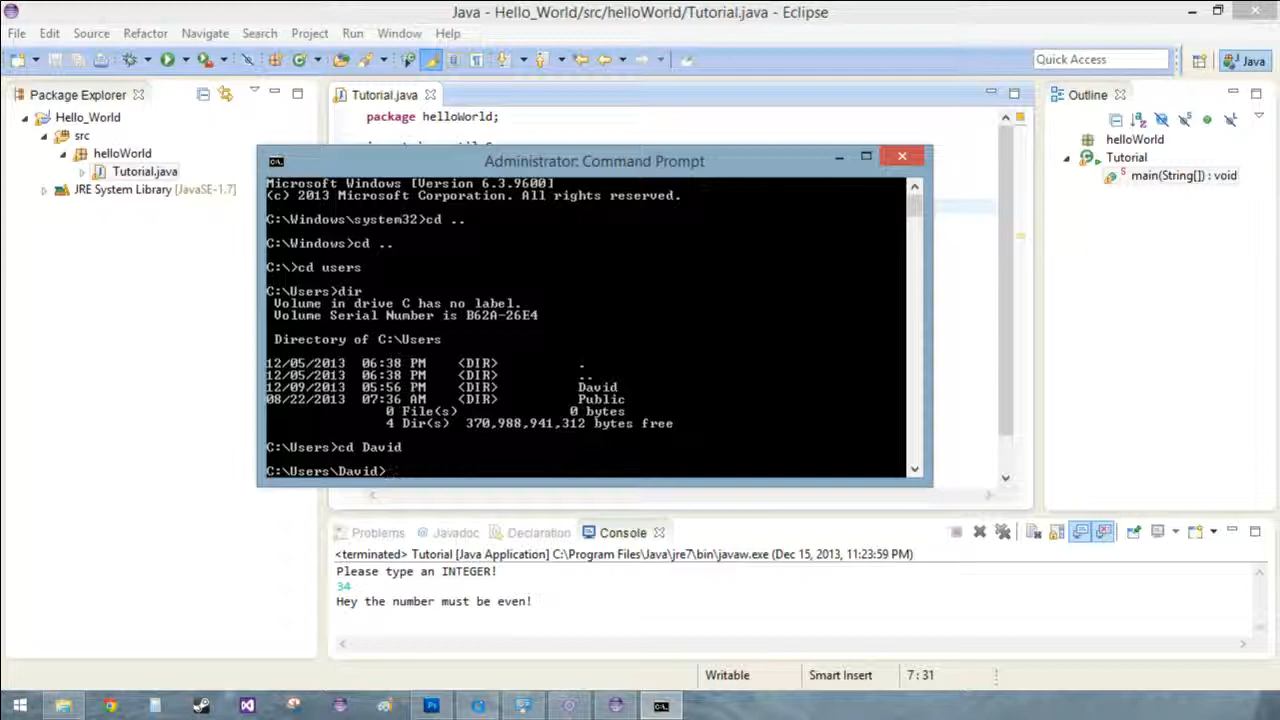 Java - Hello_World/src/helloWorld/Tutorial.java - Eclipse
File Edit Source Refactor Navigate Search Project Run Window Help
Quick Access
Java
Package Explorer
Hello_World
src
helloWorld
Tutorial.java
JRE System Library [JavaSE-1.7]
Tutorial.java
package helloWorld;
Administrator: Command Prompt
Microsoft Windows [Version 6.3.9600]
(c) 2013 Microsoft Corporation. All rights reserved.
C:\Windows\system32>cd ..
C:\Windows>cd ..
C:\>cd users
C:\Users>dir
Volume in drive C has no label.
Volume Serial Number is B62A-26E4
Directory of C:\Users
12/05/2013 06:38 PM <DIR> .
12/05/2013 06:38 PM <DIR> ..
12/09/2013 05:56 PM <DIR> David
08/22/2013 07:36 AM <DIR> Public
0 File(s) 0 bytes
4 Dir(s) 370,988,941,312 bytes free
C:\Users>cd David
C:\Users\David>
Outline
helloWorld
Tutorial
main(String[]) : void
Problems Javadoc Declaration Console
<terminated> Tutorial [Java Application] C:\Program Files\Java\jre7\bin\javaw.exe (Dec 15, 2013, 11:23:59 PM)
Please type an INTEGER!
34
Hey the number must be even!
Writable Smart Insert 7 : 31